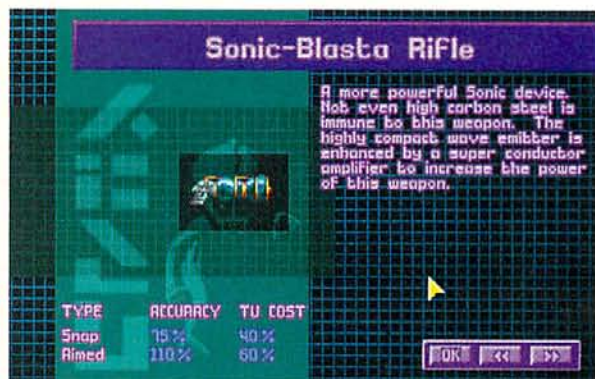 Sonic-Blasta Rifle
A more powerful Sonic device.
Not even high carbon steel is
immune to this weapon. The
highly compact wave emitter is
enhanced by a super conductor
amplifier to increase the power
of this weapon.
TYPE ACCURACY TU COST
Snap 75% 40%
Aimed 110% 60%
OK << >>